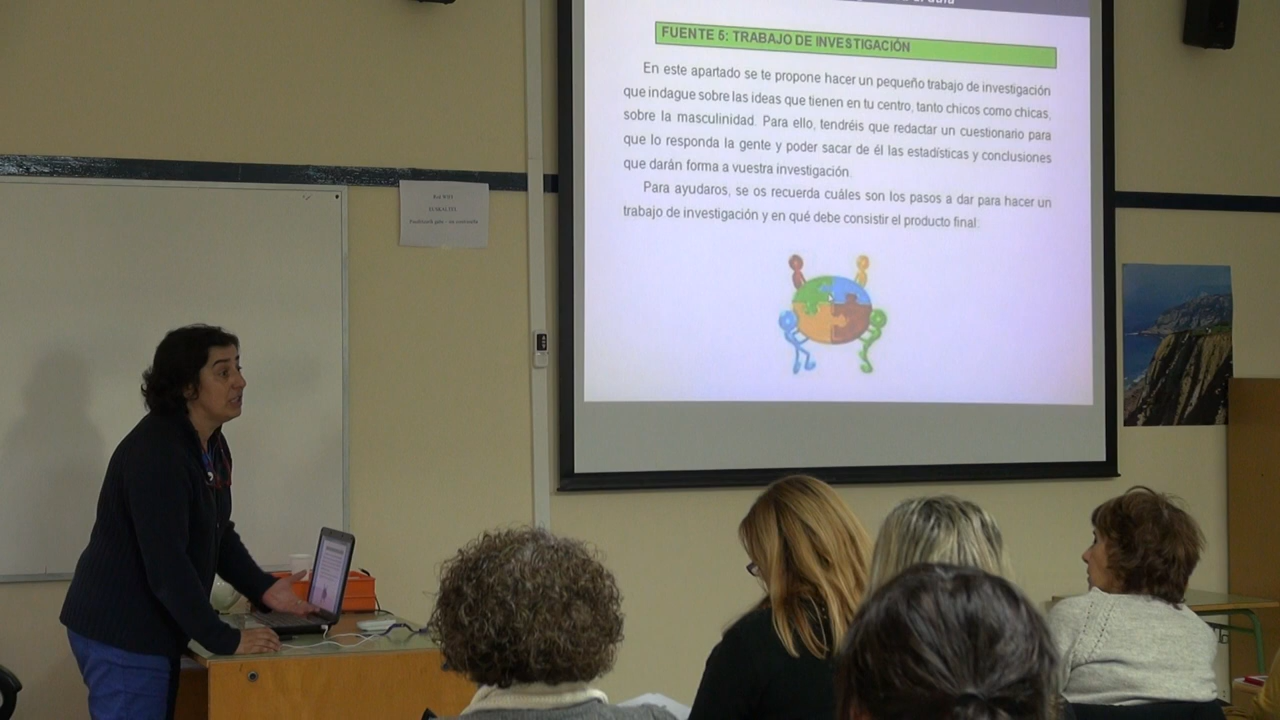 FUENTE 5: TRABAJO DE INVESTIGACIÓN
En este apartado se te propone hacer un pequeño trabajo de investigación
que indague sobre las ideas que tienen en tu centro, tanto chicos como chicas,
sobre la masculinidad. Para ello, tendréis que redactar un cuestionario para
que lo responda la gente y poder sacar de él las estadísticas y conclusiones
que darán forma a vuestra investigación.
Para ayudaros, se os recuerda cuáles son los pasos a dar para hacer un
trabajo de investigación y en qué debe consistir el producto final: